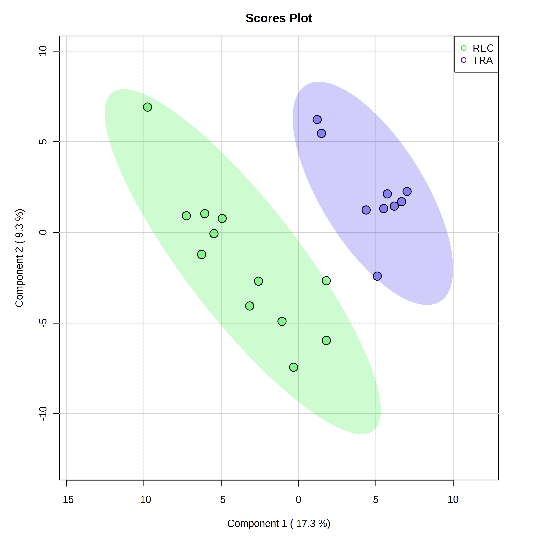 Scores Plot
RLC
TRA
10
5
0
-5
-10
Component 2 ( 9.3 %)
15
10
5
0
5
10
Component 1 ( 17.3 %)